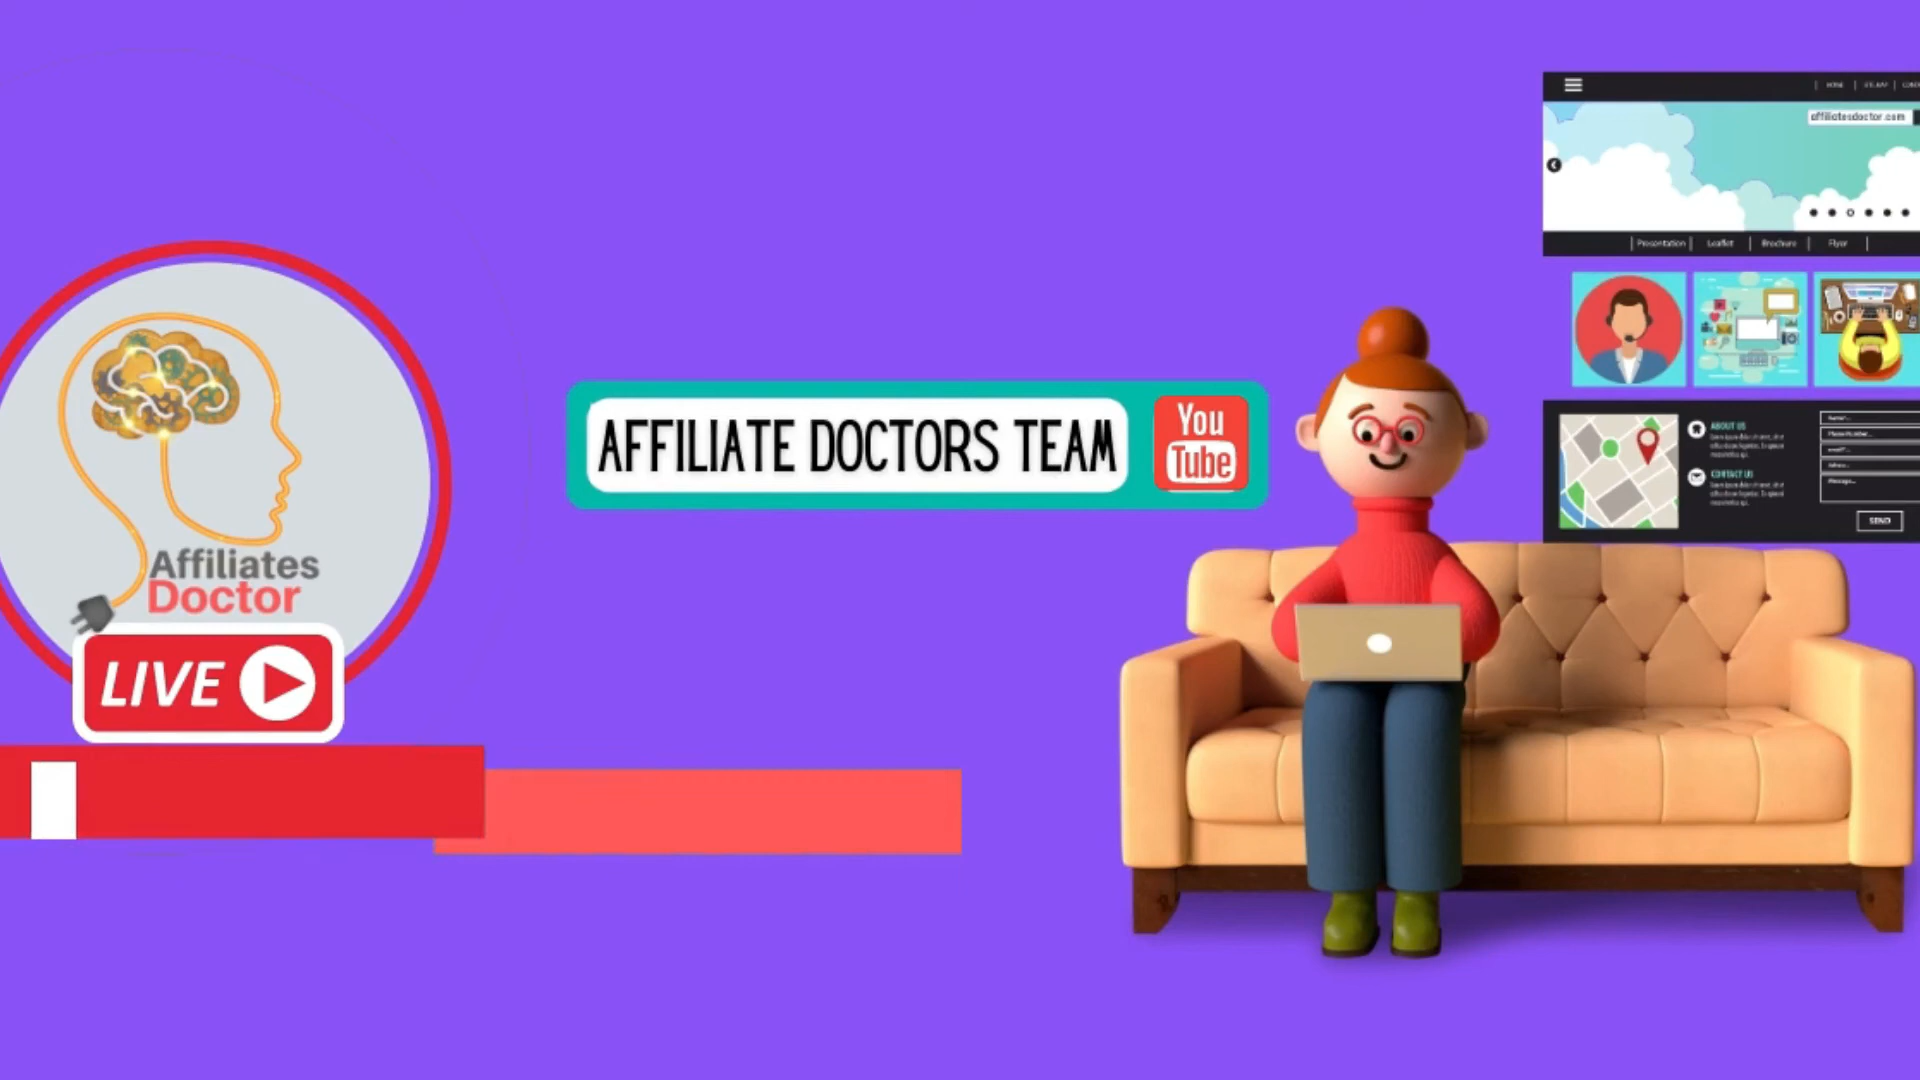 HOME
affiliatesdoctor.com
Presentation
Leaflet
Brochure
Flyer
AFFILIATE DOCTORS TEAM
You
Tube
ABOUT US
CONTACT US
SEND
Affiliates
Doctor
LIVE